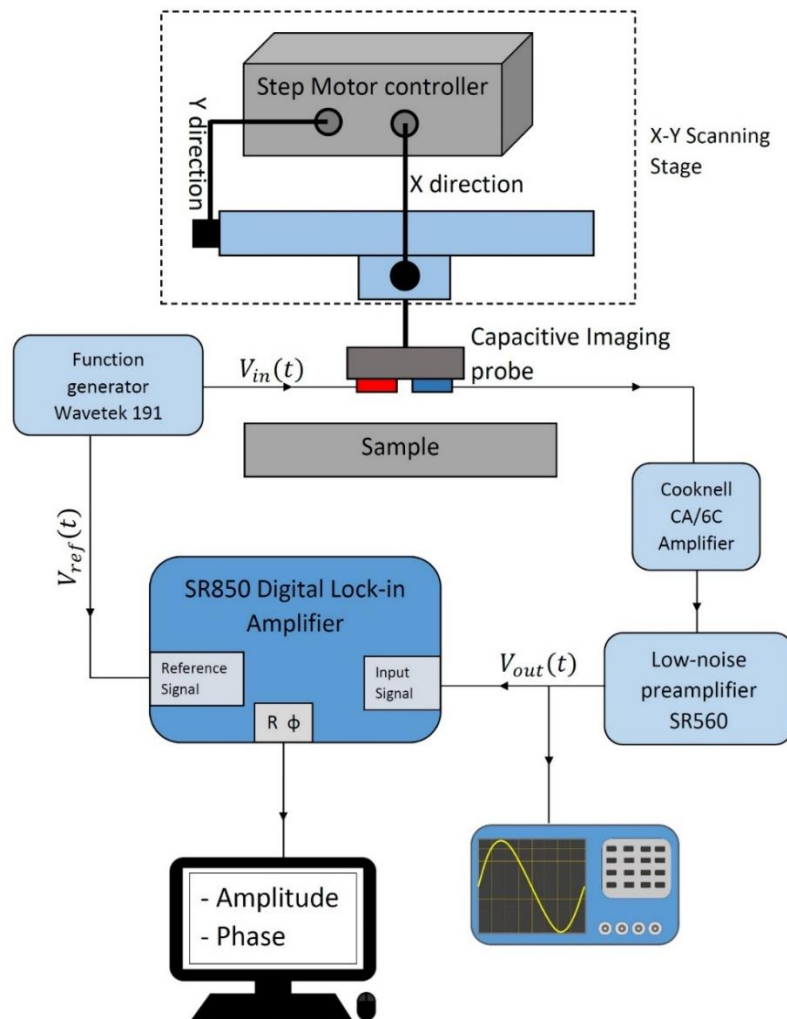 Step Motor controller
Y direction
X direction
X-Y Scanning
Stage
Capacitive Imaging
probe
Function
generator
Wavetek 191
V_in(t)
Sample
Cooknell
CA/6C
Amplifier
V_ref(t)
SR850 Digital Lock-in
Amplifier
Reference
Signal
Input
Signal
R ϕ
V_out(t)
Low-noise
preamplifier
SR560
- Amplitude
- Phase